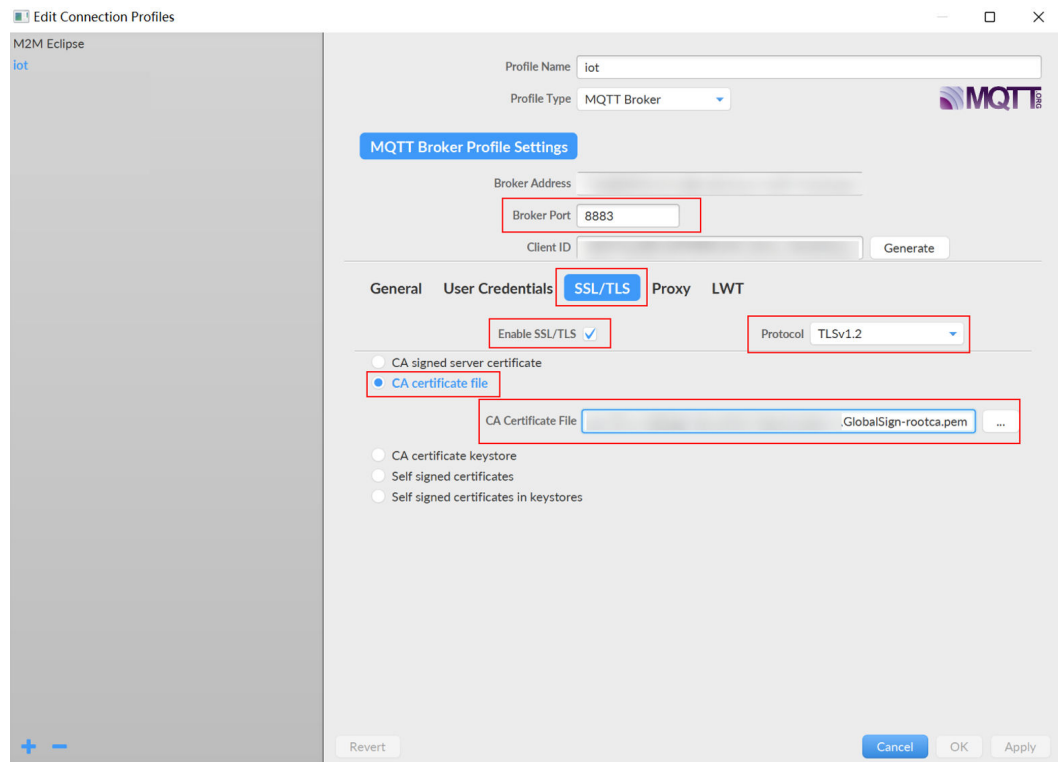 Edit Connection Profiles
M2M Eclipse
iot
Profile Name iot
Profile Type MQTT Broker
MQTT.ORG
MQTT Broker Profile Settings
Broker Address
Broker Port 8883
Client ID Generate
General User Credentials SSL/TLS Proxy LWT
Enable SSL/TLS Protocol TLSv1.2
CA signed server certificate
CA certificate file
CA Certificate File .GlobalSign-rootca.pem ...
CA certificate keystore
Self signed certificates
Self signed certificates in keystores
Revert Cancel OK Apply